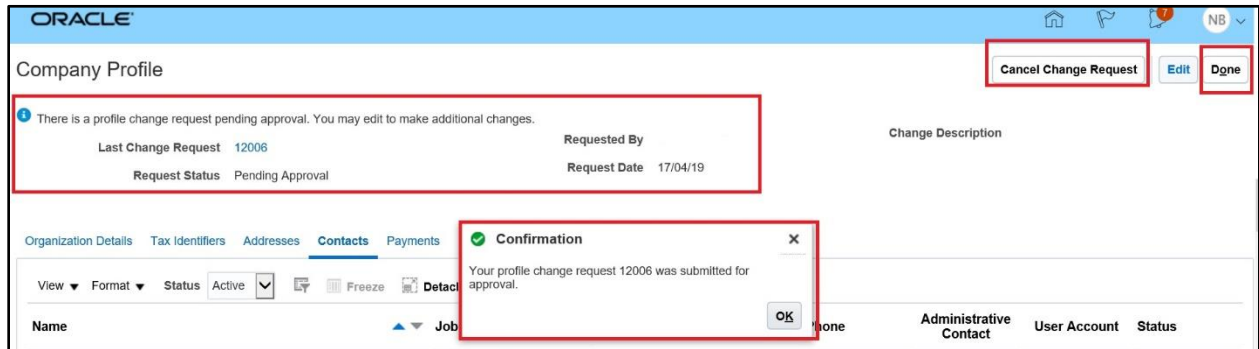 ORACLE
7
NB
Company Profile
Cancel Change Request
Edit
Done
There is a profile change request pending approval. You may edit to make additional changes.
Last Change Request 12006
Requested By
Change Description
Request Status Pending Approval
Request Date 17/04/19
Organization Details Tax Identifiers Addresses Contacts Payments
Confirmation
Your profile change request 12006 was submitted for
approval.
OK
View Format Status Active Freeze
Name
Administrative
Contact
User Account
Status